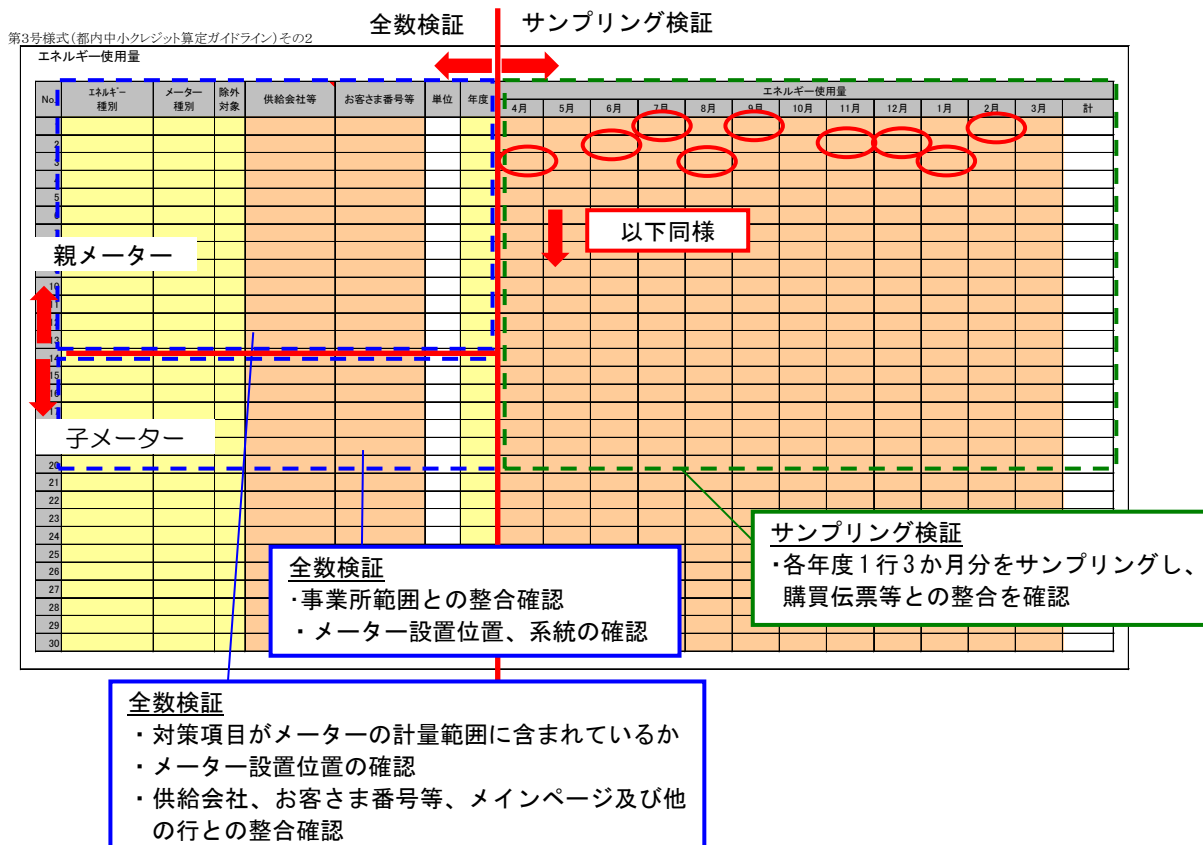 全数検証 サンプリング検証
第3号様式(都内中小クレジット算定ガイドライン)その2
エネルギー使用量
No. エネルギー種別 メーター種別 除外対象 供給会社等 お客さま番号等 単位 年度 エネルギー使用量
4月 5月 6月 7月 8月 9月 10月 11月 12月 1月 2月 3月 計
2
3
4
5
6
以下同様
親メーター
10
11
12
13
14
15
16
17
子メーター
20
21
22
23
24
25
26
27
28
29
30
サンプリング検証
・各年度1行3か月分をサンプリングし、
購買伝票等との整合を確認
全数検証
・事業所範囲との整合確認
・メーター設置位置、系統の確認
全数検証
・対策項目がメーターの計量範囲に含まれているか
・メーター設置位置の確認
・供給会社、お客さま番号等、メインページ及び他
の行との整合確認